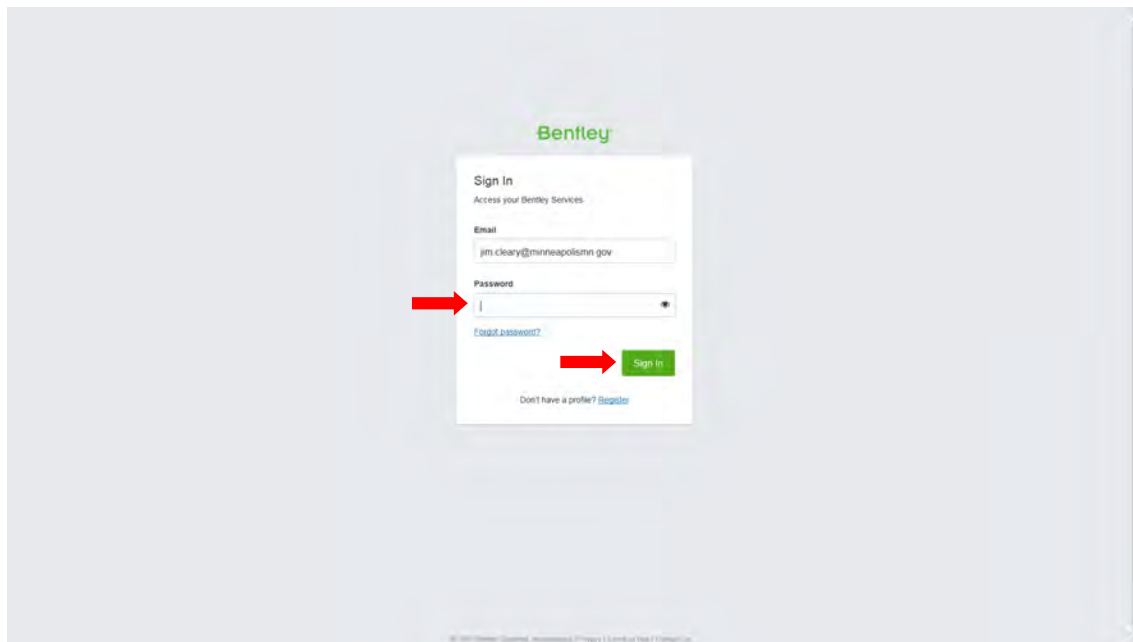 Bentley
Sign In
Access your Bentley Services
Email
jim.cleary@minneapolismn.gov
Password
Forgot password?
Sign In
Don't have a profile? Register